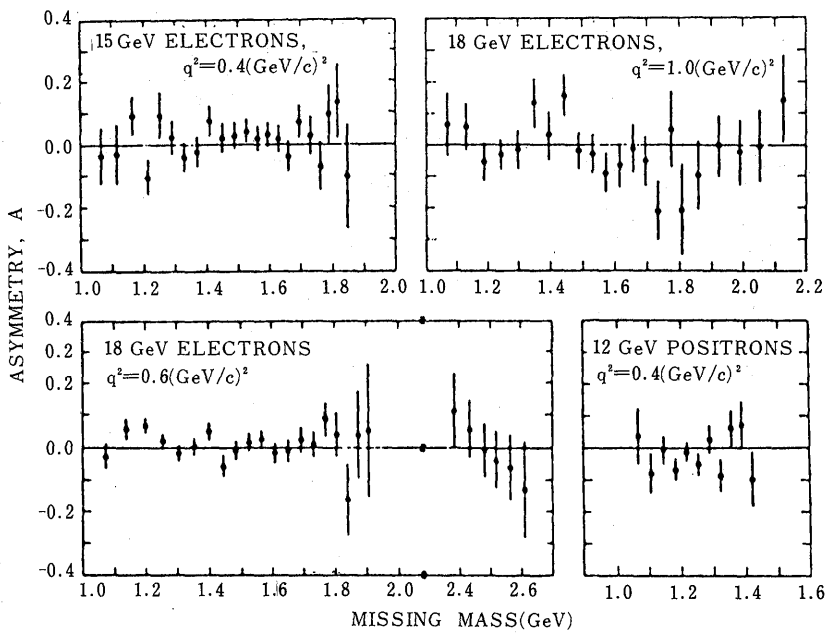 15 GeV ELECTRONS,
q²=0.4(GeV/c)²
18 GeV ELECTRONS,
q²=1.0(GeV/c)²
0.4
0.2
0.0
-0.2
-0.4
1.0 1.2 1.4 1.6 1.8 2.0
1.0 1.2 1.4 1.6 1.8 2.0 2.2
ASYMMETRY, A
18 GeV ELECTRONS
q²=0.6(GeV/c)²
12 GeV POSITRONS
q²=0.4(GeV/c)²
0.4
0.2
0.0
-0.2
-0.4
1.0 1.2 1.4 1.6 1.8 2.0 2.4 2.6
1.0 1.2 1.4 1.6
MISSING MASS(GeV)